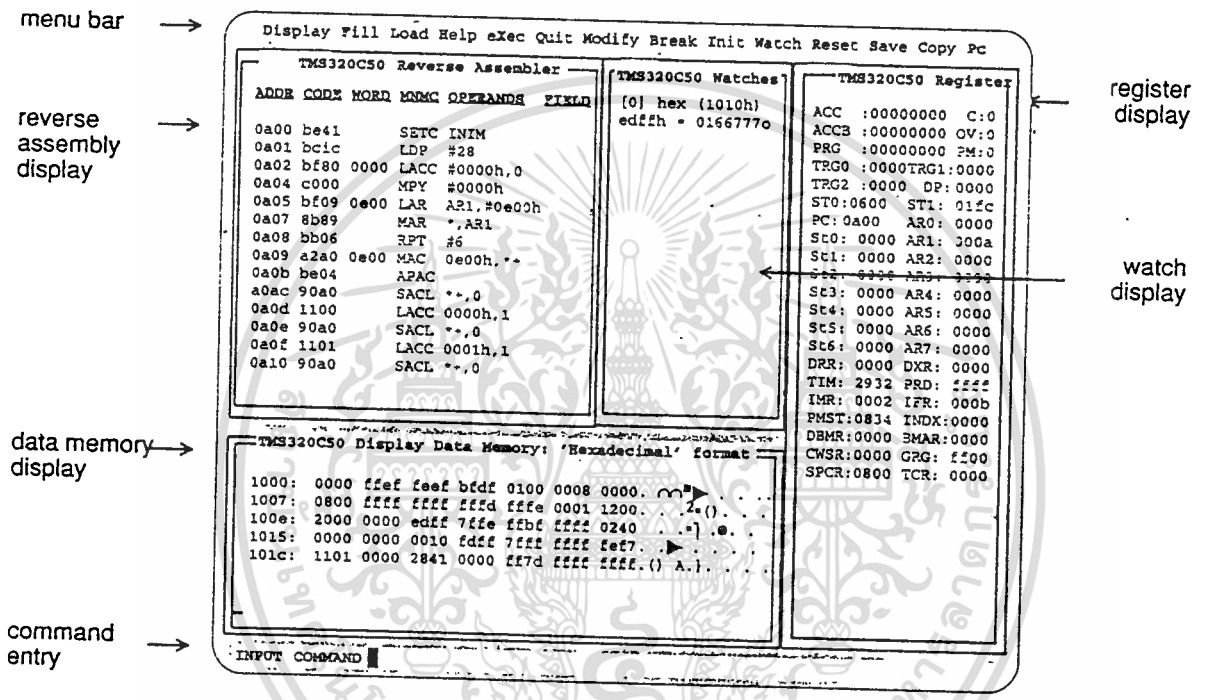 menu bar
Display Fill Load Help eXec Quit Modify Break Init Watch Reset Save Copy Pc
reverse
assembly
display
TMS320C50 Reverse Assembler
ADDR CODE WORD MNMC OPERANDS FIELD
0a00 be41 SETC INIM
0a01 bcic LDP #28
0a02 bf80 0000 LACC #0000h,0
0a04 c000 MPY #0000h
0a05 bf09 0e00 LAR AR1,#0e00h
0a07 8b89 MAR *,AR1
0a08 bb06 RPT #6
0a09 a2a0 0e00 MAC 0e00h,*+
0a0b be04 APAC
a0ac 90a0 SACL *+,0
0a0d 1100 LACC 0000h,1
0a0e 90a0 SACL *+,0
0a0f 1101 LACC 0001h,1
0a10 90a0 SACL *+,0
TMS320C50 Watches
[0] hex (1010h)
edffh = 0166777o
watch
display
TMS320C50 Register
register
display
ACC :00000000 C:0
ACCB :00000000 OV:0
PRG :00000000 PM:0
TRG0 :0000TRG1:0000
TRG2 :0000 DP:0000
ST0:0600 ST1: 01fc
PC: 0a00 AR0: 0000
St0: 0000 AR1: 300a
St1: 0000 AR2: 0000
St3: 0000 AR4: 0000
St4: 0000 AR5: 0000
St5: 0000 AR6: 0000
St6: 0000 AR7: 0000
DRR: 0000 DXR: 0000
TIM: 2932 PRD: ffff
IMR: 0002 IFR: 000b
PMST:0834 INDX:0000
DBMR:0000 BMAR:0000
CWSR:0000 GRG: ff00
SPCR:0800 TCR: 0000
data memory
display
TMS320C50 Display Data Memory: 'Hexadecimal' format
1000: 0000 ffef feef bfdf 0100 0008 0000. ∩∩■▶ . . . .
1007: 0800 ffff ffff fffd fffe 0001 1200. . .2=(). . . .
100e: 2000 0000 edff 7ffe ffbf ffff 0240 . .=} .@. . .
1015: 0000 0000 0010 fdff 7fff ffff fef7. .▶. . . . .
101c: 1101 0000 2841 0000 ff7d ffff ffff.() A.}. . . .
command
entry
INPUT COMMAND